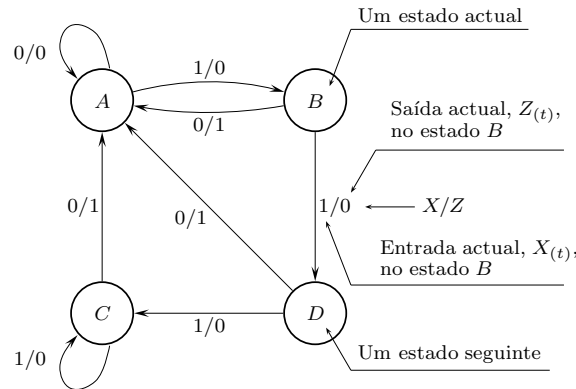 Um estado actual
0/0
1/0
A
B
0/1
Saída actual, Z(t),
no estado B
0/1
0/1
1/0
X/Z
Entrada actual, X(t),
no estado B
C
D
1/0
1/0
Um estado seguinte